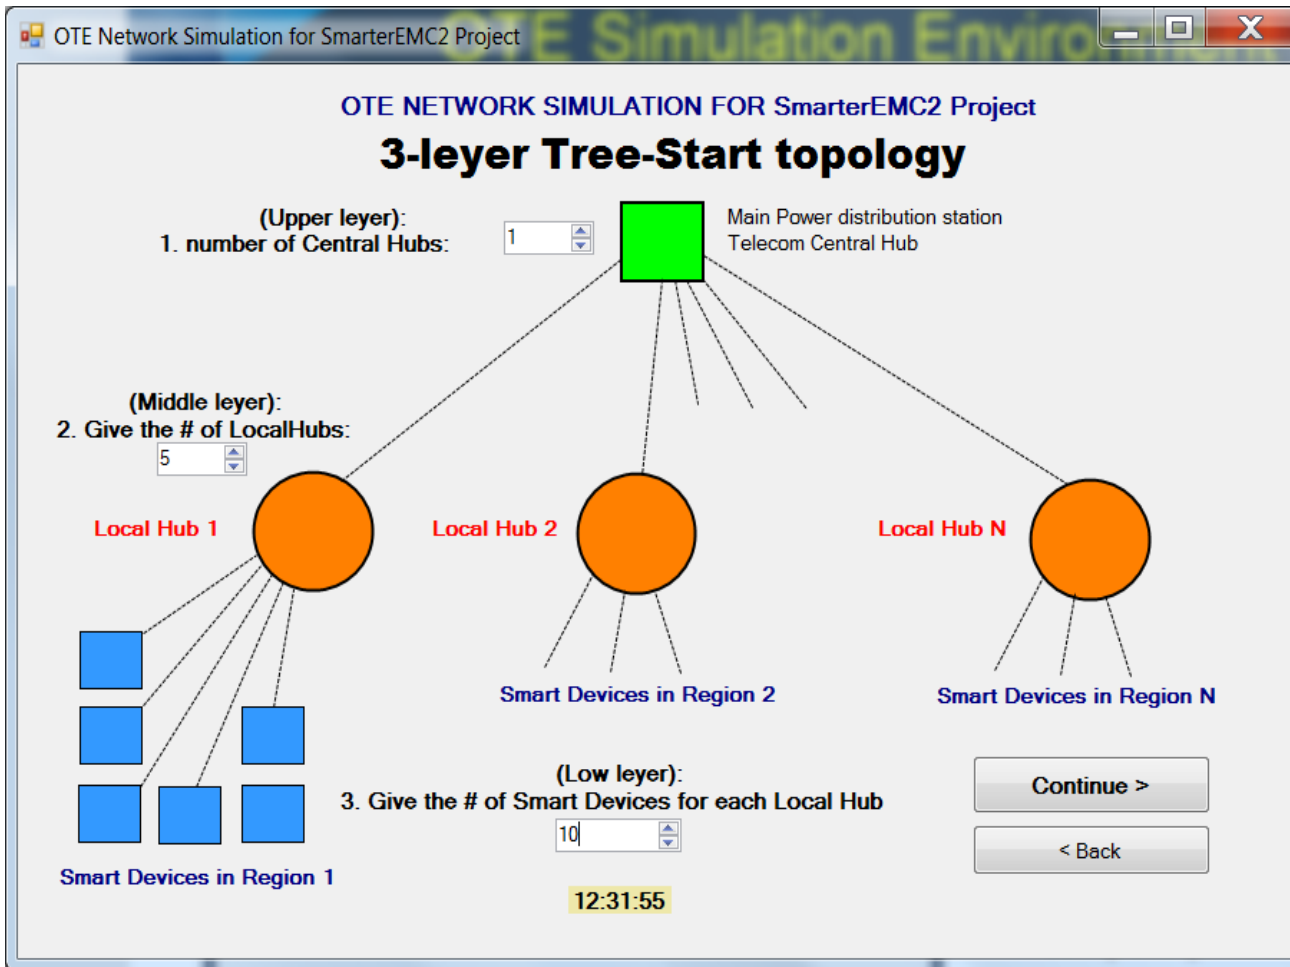 OTE Simulation Environment
OTE Network Simulation for SmarterEMC2 Project
OTE NETWORK SIMULATION FOR SmarterEMC2 Project
3-leyer Tree-Start topology
(Upper leyer):
1. number of Central Hubs:
1
Main Power distribution station
Telecom Central Hub
(Middle leyer):
2. Give the # of LocalHubs:
5
Local Hub 1
Local Hub 2
Local Hub N
Smart Devices in Region 2
Smart Devices in Region N
(Low leyer):
3. Give the # of Smart Devices for each Local Hub
10
Continue >
< Back
Smart Devices in Region 1
12:31:55